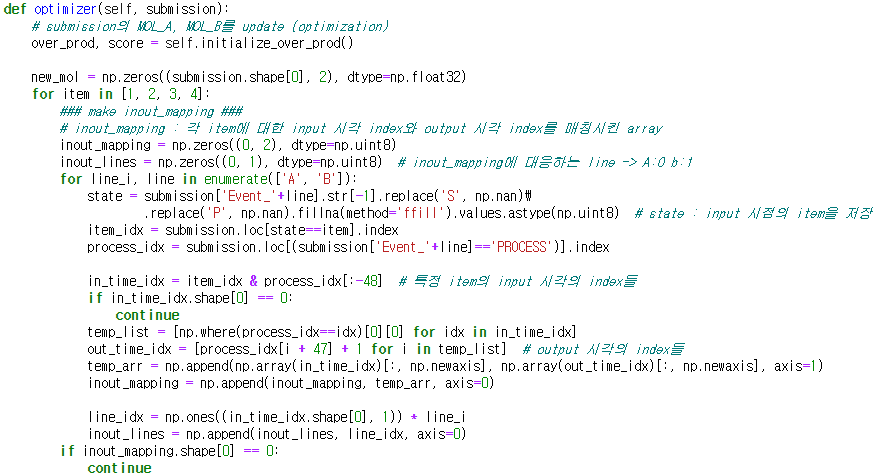 def optimizer(self, submission):
    # submission의 MOL_A, MOL_B를 update (optimization)
    over_prod, score = self.initialize_over_prod()

    new_mol = np.zeros((submission.shape[0], 2), dtype=np.float32)
    for item in [1, 2, 3, 4]:
        ### make inout_mapping ###
        # inout_mapping : 각 item에 대한 input 시각 index와 output 시각 index를 매칭시킨 array
        inout_mapping = np.zeros((0, 2), dtype=np.uint8)
        inout_lines = np.zeros((0, 1), dtype=np.uint8)  # inout_mapping에 대응하는 line -> A:0 b:1
        for line_i, line in enumerate(['A', 'B']):
            state = submission['Event_'+line].str[-1].replace('S', np.nan)\
                    .replace('P', np.nan).fillna(method='ffill').values.astype(np.uint8)  # state : input 시점의 item을 저장
            item_idx = submission.loc[state==item].index
            process_idx = submission.loc[(submission['Event_'+line]=='PROCESS')].index

            in_time_idx = item_idx & process_idx[:-48]  # 특정 item의 input 시각의 index들
            if in_time_idx.shape[0] == 0:
                continue
            temp_list = [np.where(process_idx==idx)[0][0] for idx in in_time_idx]
            out_time_idx = [process_idx[i + 47] + 1 for i in temp_list]  # output 시각의 index들
            temp_arr = np.append(np.array(in_time_idx)[:, np.newaxis], np.array(out_time_idx)[:, np.newaxis], axis=1)
            inout_mapping = np.append(inout_mapping, temp_arr, axis=0)

            line_idx = np.ones((in_time_idx.shape[0], 1)) * line_i
            inout_lines = np.append(inout_lines, line_idx, axis=0)
        if inout_mapping.shape[0] == 0:
            continue